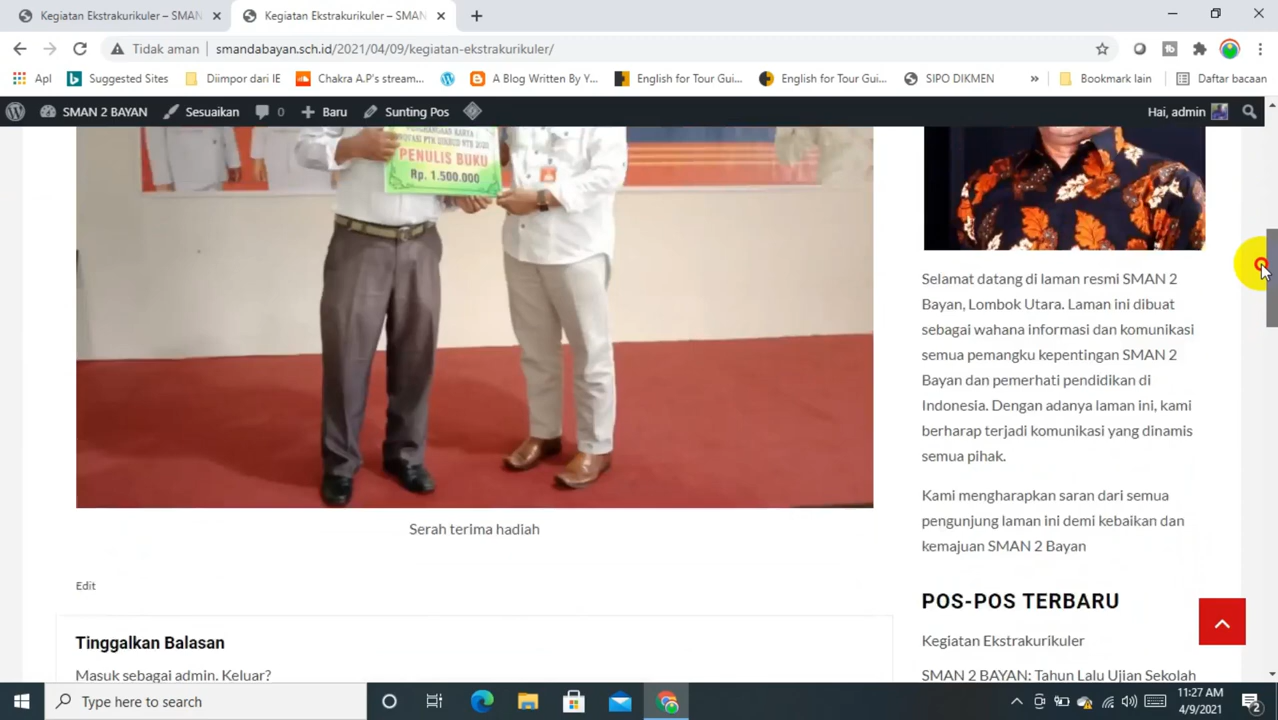 Kegiatan Ekstrakurikuler – SMAN
Kegiatan Ekstrakurikuler – SMAN
Tidak aman
smandabayan.sch.id/2021/04/09/kegiatan-ekstrakurikuler/
Apl
Suggested Sites
Diimpor dari IE
Chakra A.P's stream...
A Blog Written By Y...
English for Tour Gui...
English for Tour Gui...
SIPO DIKMEN
»
Bookmark lain
Daftar bacaan
SMAN 2 BAYAN
Sesuaikan
0
Baru
Sunting Pos
Hai, admin
PENULIS BUKU
Rp. 1.500.000
Serah terima hadiah
Edit
Tinggalkan Balasan
Masuk sebagai admin. Keluar?
Selamat datang di laman resmi SMAN 2
Bayan, Lombok Utara. Laman ini dibuat
sebagai wahana informasi dan komunikasi
semua pemangku kepentingan SMAN 2
Bayan dan pemerhati pendidikan di
Indonesia. Dengan adanya laman ini, kami
berharap terjadi komunikasi yang dinamis
semua pihak.
Kami mengharapkan saran dari semua
pengunjung laman ini demi kebaikan dan
kemajuan SMAN 2 Bayan
POS-POS TERBARU
Kegiatan Ekstrakurikuler
SMAN 2 BAYAN: Tahun Lalu Ujian Sekolah
Type here to search
11:27 AM
4/9/2021
2